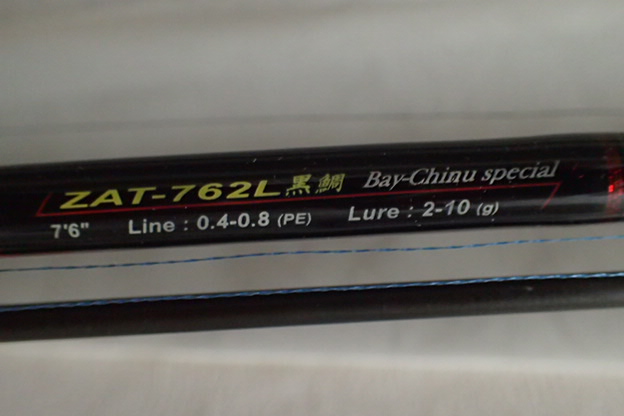 ZAT-762L 黒鯛 Bay-Chinu special
7'6" Line : 0.4-0.8 (PE) Lure : 2-10 (g)